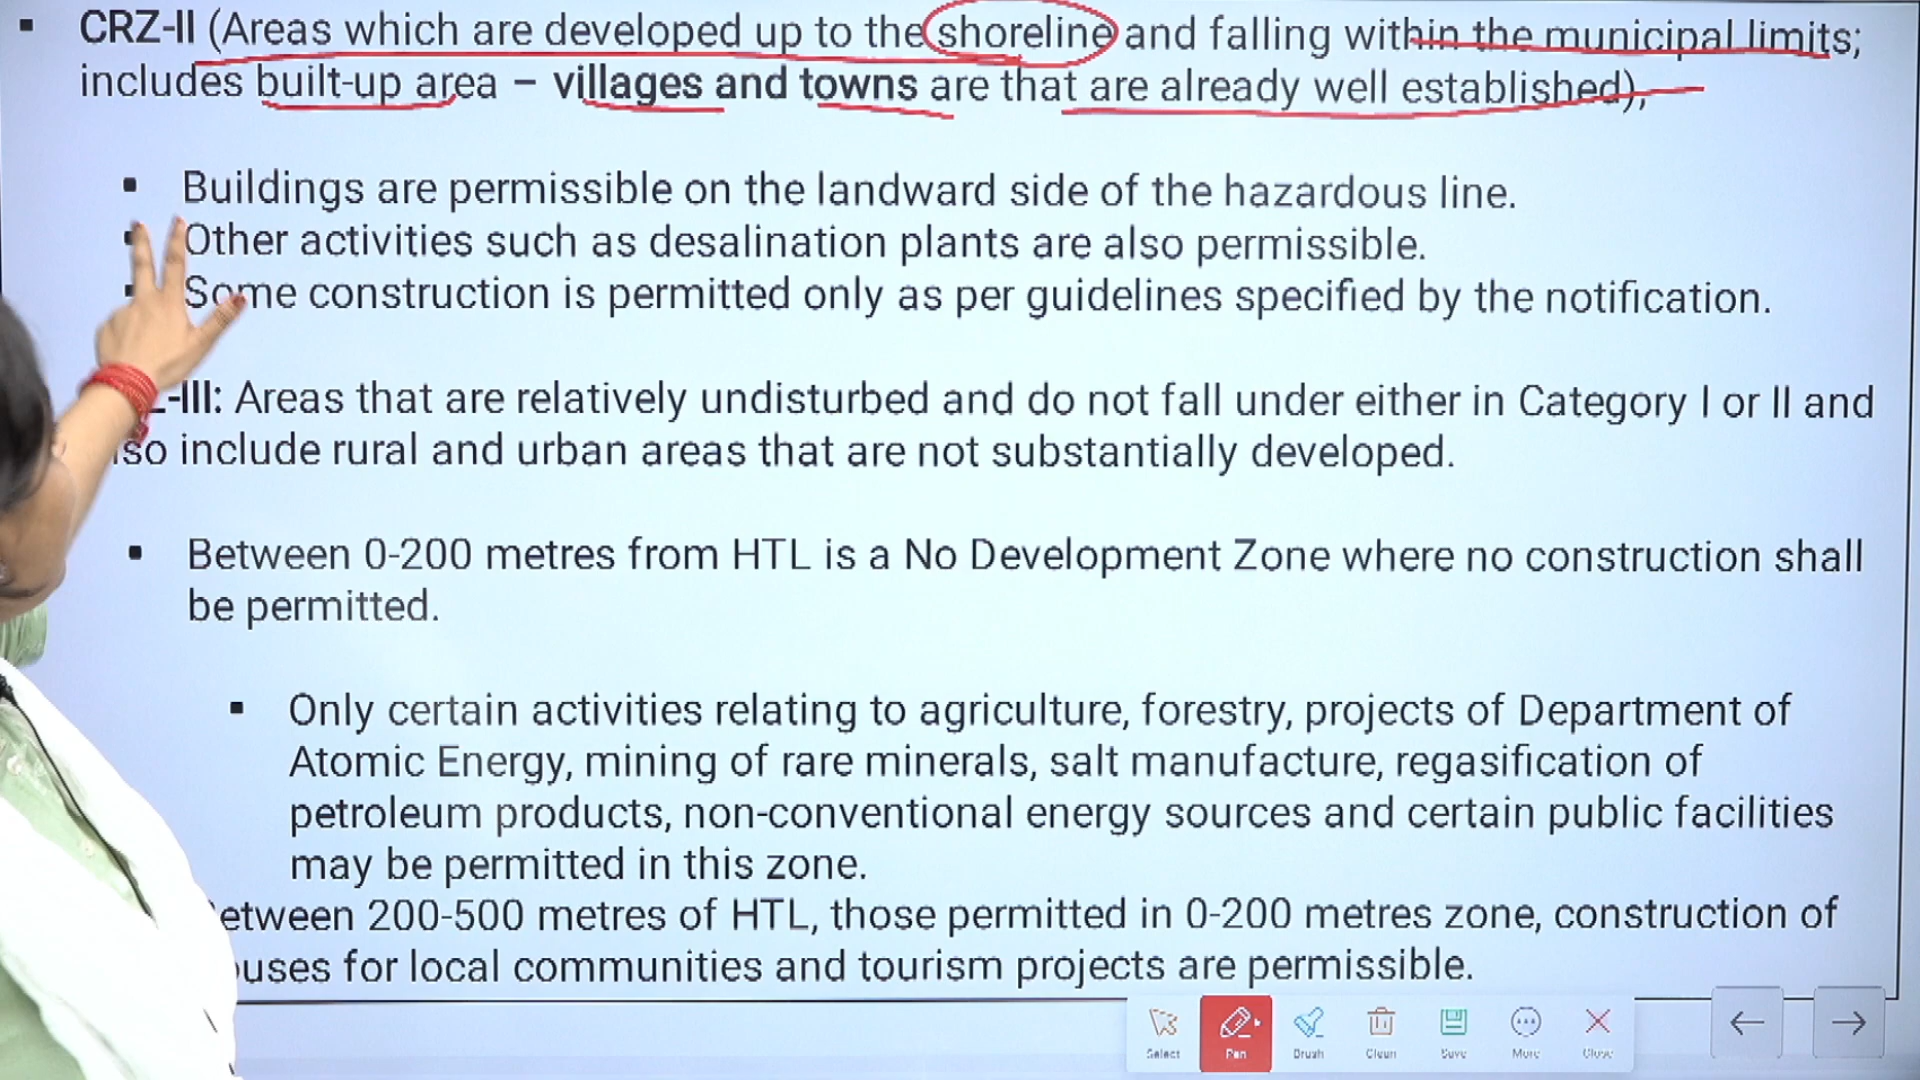 ▪ CRZ-II (Areas which are developed up to the shoreline and falling within the municipal limits;
includes built-up area – villages and towns are that are already well established),
▪ Buildings are permissible on the landward side of the hazardous line.
▪ Other activities such as desalination plants are also permissible.
▪ Some construction is permitted only as per guidelines specified by the notification.
-III: Areas that are relatively undisturbed and do not fall under either in Category I or II and
so include rural and urban areas that are not substantially developed.
▪ Between 0-200 metres from HTL is a No Development Zone where no construction shall
be permitted.
▪ Only certain activities relating to agriculture, forestry, projects of Department of
Atomic Energy, mining of rare minerals, salt manufacture, regasification of
petroleum products, non-conventional energy sources and certain public facilities
may be permitted in this zone.
etween 200-500 metres of HTL, those permitted in 0-200 metres zone, construction of
uses for local communities and tourism projects are permissible.
Select Pen Brush Clean Save More Close